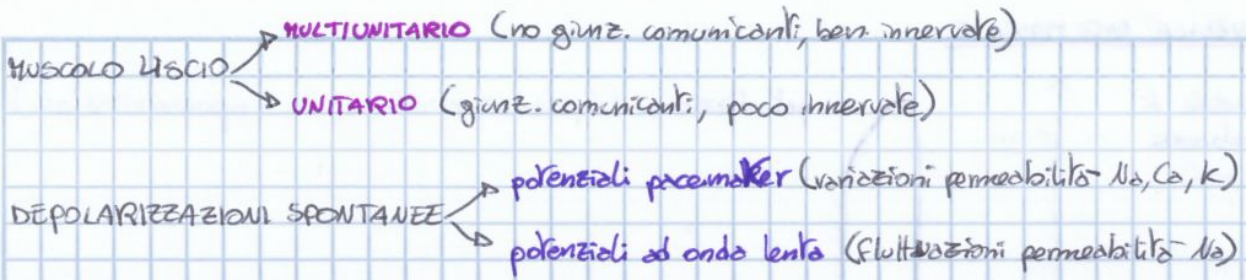 MULTIUNITARIO (no giunz. comunicanti, ben innervate)
MUSCOLO LISCIO
UNITARIO (giunz. comunicanti, poco innervate)
potenziali pacemaker (variazioni permeabilità Na, Ca, K)
DEPOLARIZZAZIONI SPONTANEE
potenziali ad onda lenta (fluttuazioni permeabilità Na)